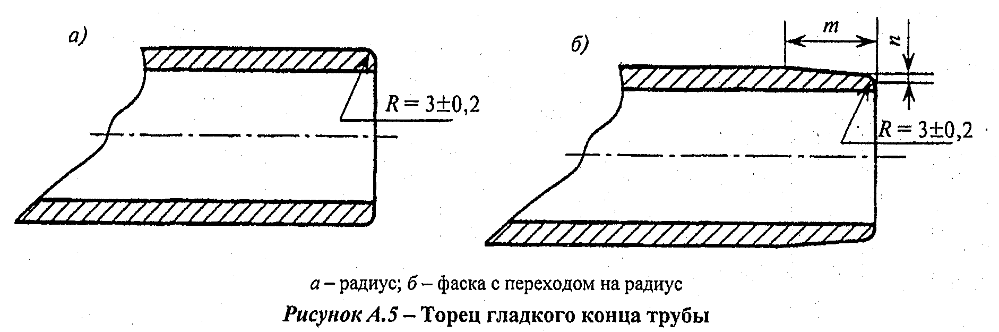 а)
R = 3±0,2
б)
m
n
R = 3±0,2
а – радиус; б – фаска с переходом на радиус
Рисунок А.5 – Торец гладкого конца трубы